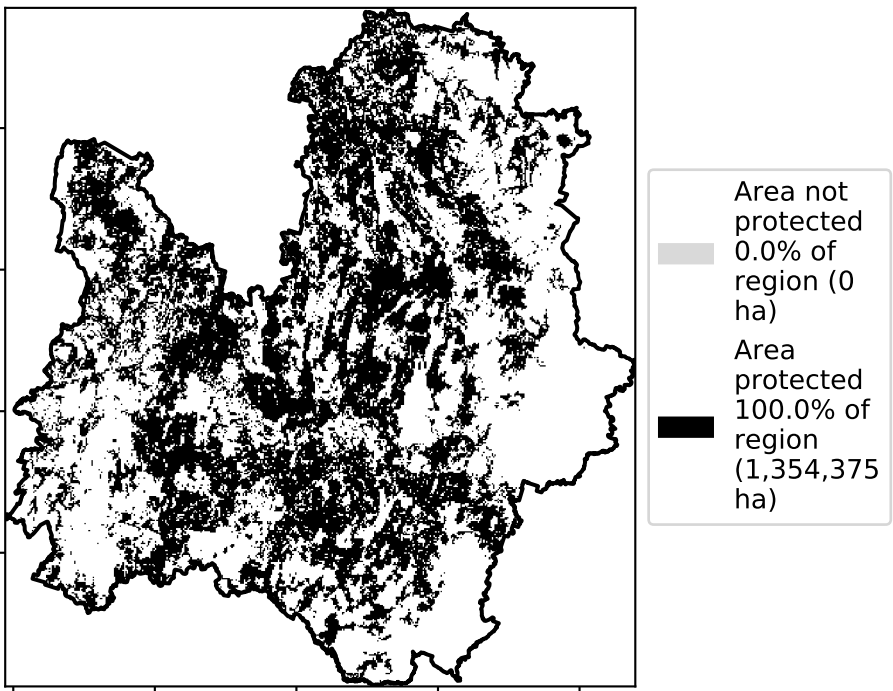 Area not
protected
0.0% of
region (0
ha)
Area
protected
100.0% of
region
(1,354,375
ha)